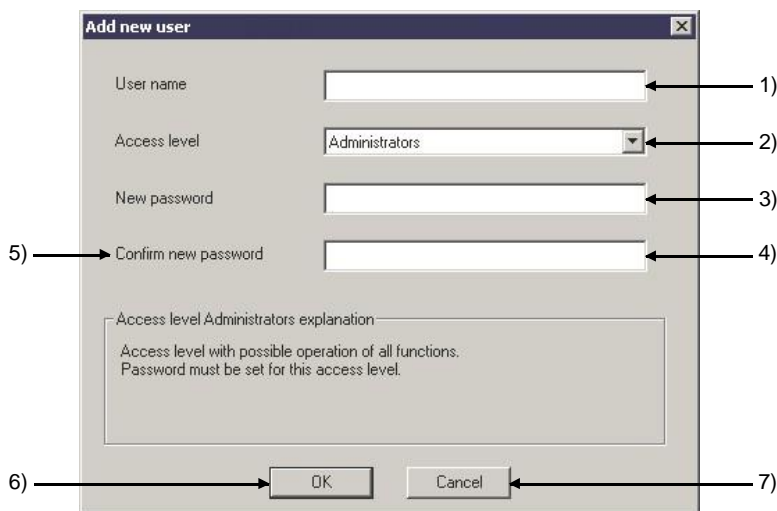 Add new user
User name 1)
Access level Administrators 2)
New password 3)
5) Confirm new password 4)
Access level Administrators explanation
Access level with possible operation of all functions.
Password must be set for this access level.
6) OK Cancel 7)